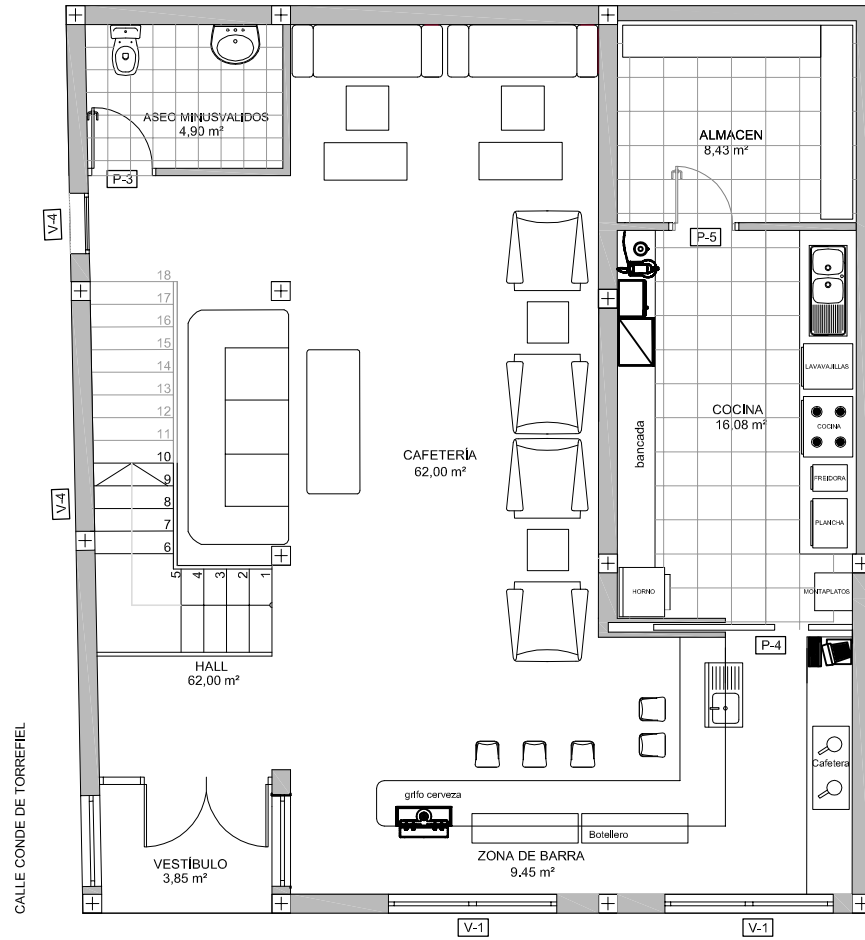 ASEO MINUSVALIDOS
4,90 m²
P-3
ALMACEN
8,43 m²
P-5
V-4
18
17
16
15
14
13
12
11
10
9
8
7
6
5 4 3 2 1
V-4
CAFETERÍA
62,00 m²
COCINA
16,08 m²
bancada
LAVAVAJILLAS
COCINA
FREIDORA
PLANCHA
HORNO
MONTAPLATOS
P-4
HALL
62,00 m²
grifo cerveza
Botellero
Cafetera
ZONA DE BARRA
9.45 m²
VESTÍBULO
3,85 m²
V-1
V-1
CALLE CONDE DE TORREFIEL